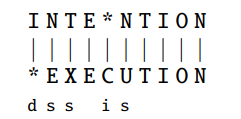 I N T E * N T I O N
* E X E C U T I O N
d s s i s